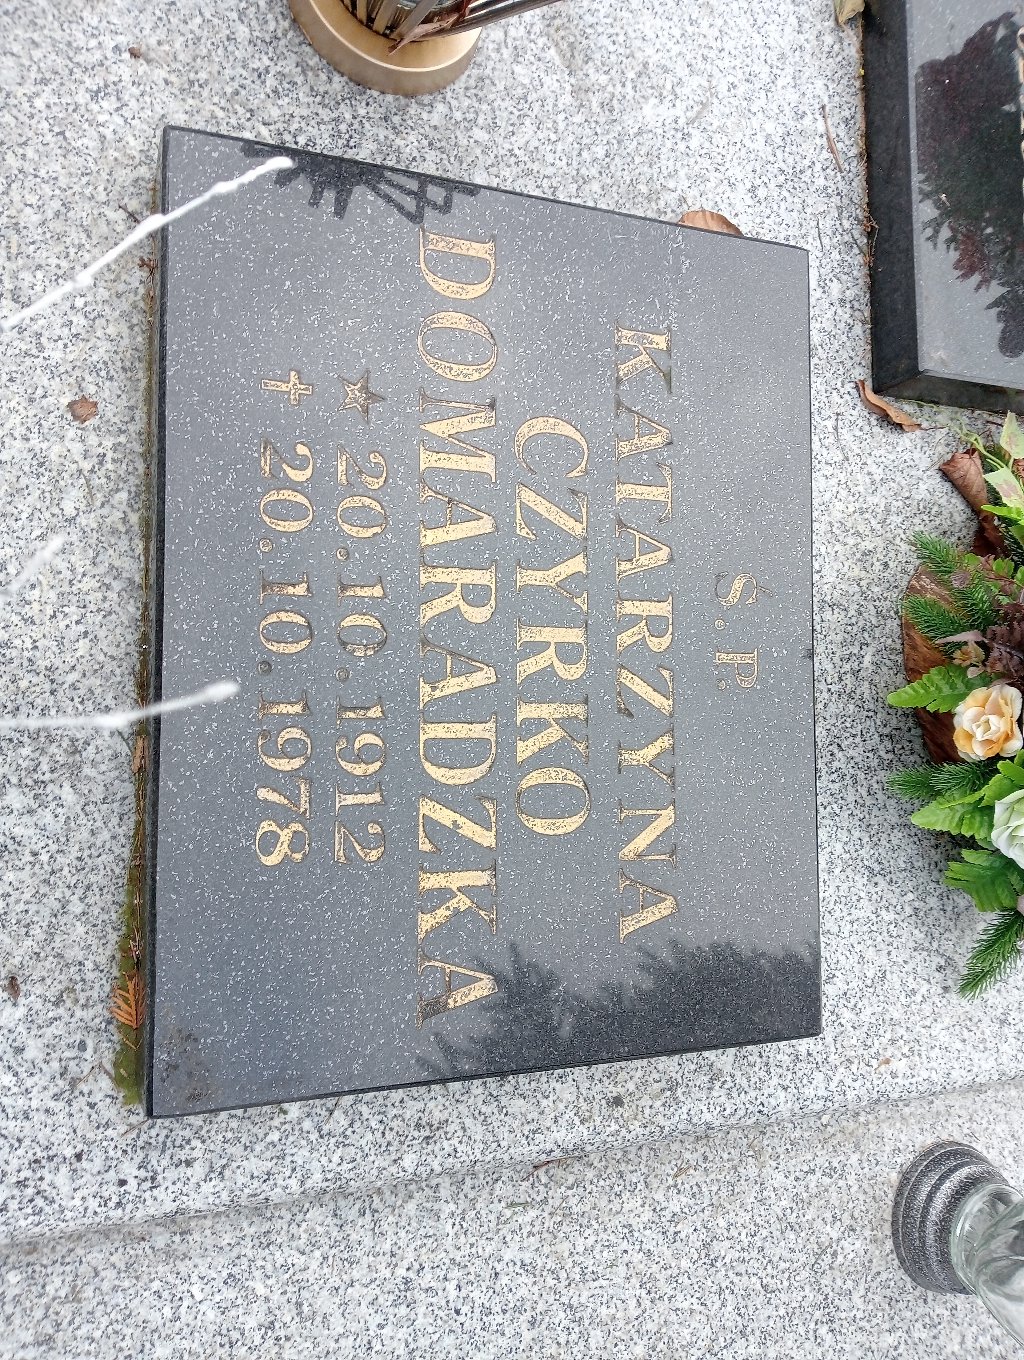 Ś.P.
KATARZYNA
CZYRKO
DOMARADZKA
★ 20.10.1912
✝ 20.10.1978